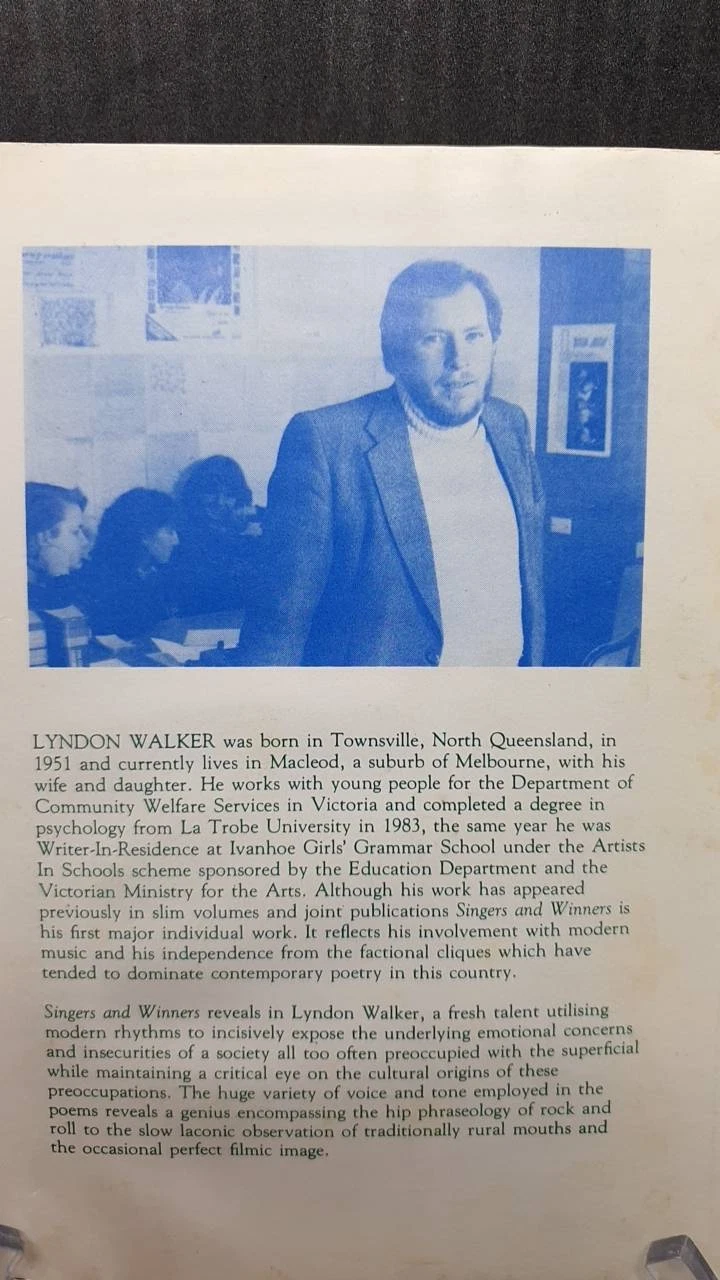 LYNDON WALKER was born in Townsville, North Queensland, in
1951 and currently lives in Macleod, a suburb of Melbourne, with his
wife and daughter. He works with young people for the Department of
Community Welfare Services in Victoria and completed a degree in
psychology from La Trobe University in 1983, the same year he was
Writer-In-Residence at Ivanhoe Girls' Grammar School under the Artists
In Schools scheme sponsored by the Education Department and the
Victorian Ministry for the Arts. Although his work has appeared
previously in slim volumes and joint publications Singers and Winners is
his first major individual work. It reflects his involvement with modern
music and his independence from the factional cliques which have
tended to dominate contemporary poetry in this country.
Singers and Winners reveals in Lyndon Walker, a fresh talent utilising
modern rhythms to incisively expose the underlying emotional concerns
and insecurities of a society all too often preoccupied with the superficial
while maintaining a critical eye on the cultural origins of these
preoccupations. The huge variety of voice and tone employed in the
poems reveals a genius encompassing the hip phraseology of rock and
roll to the slow laconic observation of traditionally rural mouths and
the occasional perfect filmic image.